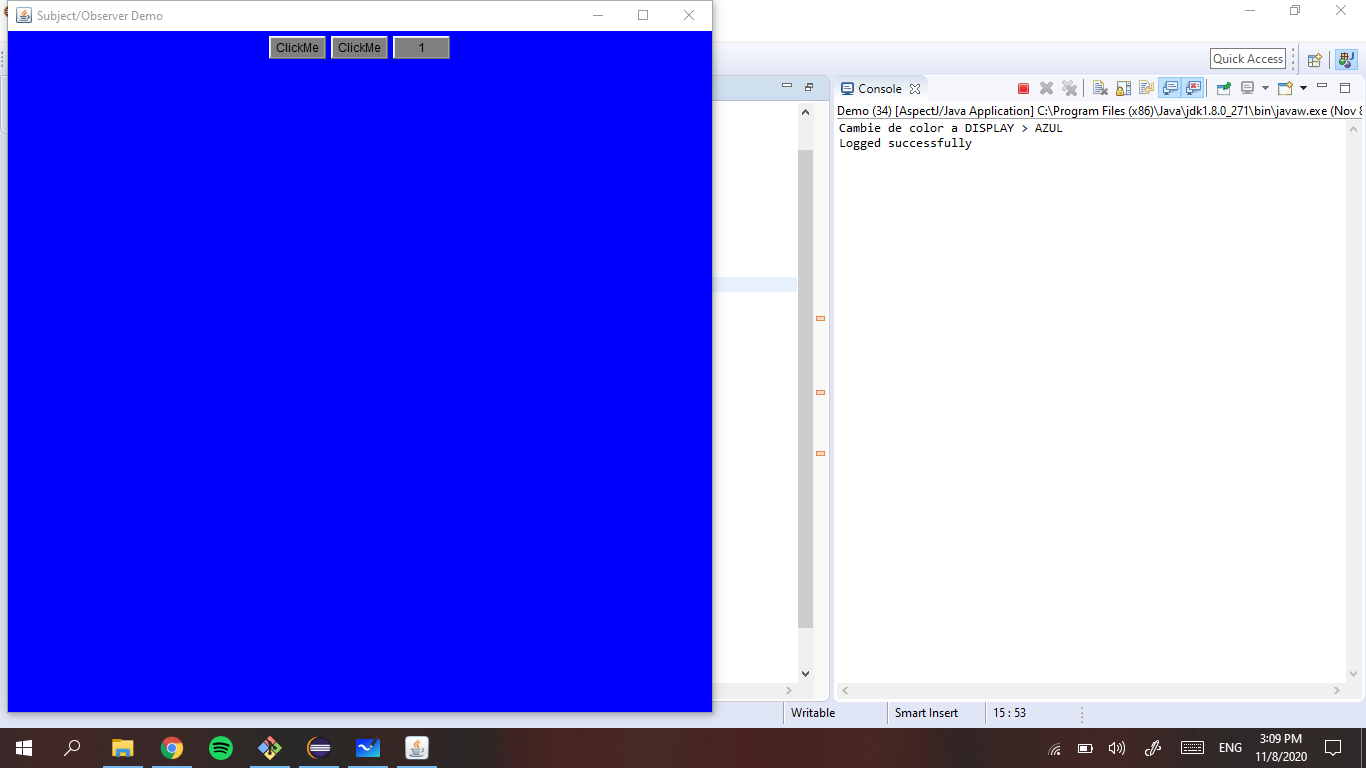 Subject/Observer Demo
ClickMe ClickMe 1
Quick Access
Console
Demo (34) [AspectJ/Java Application] C:\Program Files (x86)\Java\jdk1.8.0_271\bin\javaw.exe (Nov 8
Cambie de color a DISPLAY > AZUL
Logged successfully
Writable Smart Insert 15 : 53
ENG
3:09 PM
11/8/2020